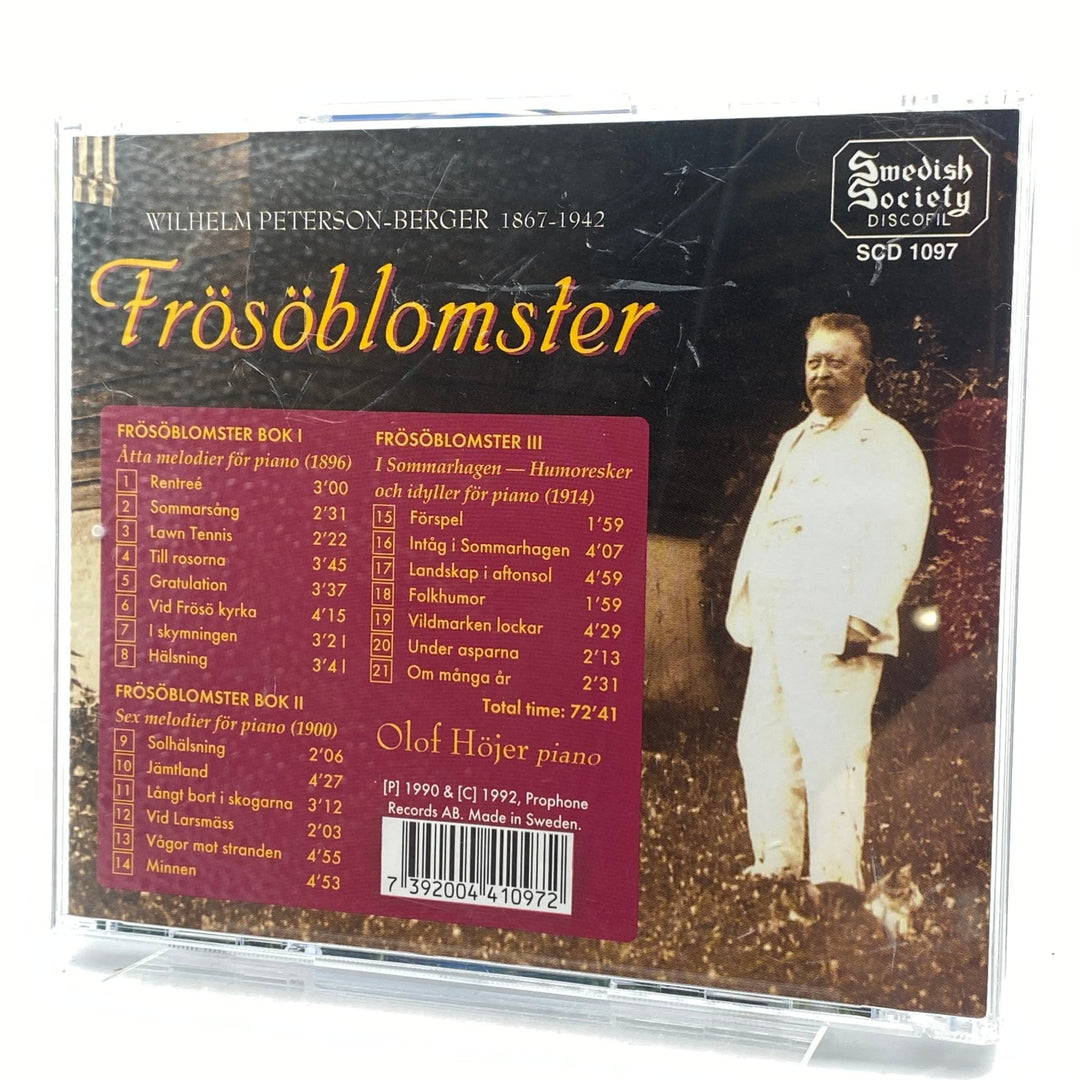 Swedish
Society
DISCOFIL
SCD 1097
WILHELM PETERSON-BERGER 1867-1942
Frösöblomster
FRÖSÖBLOMSTER BOK I
Åtta melodier för piano (1896)
1 Rentreé 3'00
2 Sommarsång 2'31
3 Lawn Tennis 2'22
4 Till rosorna 3'45
5 Gratulation 3'37
6 Vid Frösö kyrka 4'15
7 I skymningen 3'21
8 Hälsning 3'41
FRÖSÖBLOMSTER BOK II
Sex melodier för piano (1900)
9 Solhälsning 2'06
10 Jämtland 4'27
11 Långt bort i skogarna 3'12
12 Vid Larsmäss 2'03
13 Vågor mot stranden 4'55
14 Minnen 4'53
FRÖSÖBLOMSTER III
I Sommarhagen — Humoresker
och idyller för piano (1914)
15 Förspel 1'59
16 Intåg i Sommarhagen 4'07
17 Landskap i aftonsol 4'59
18 Folkhumor 1'59
19 Vildmarken lockar 4'29
20 Under asparna 2'13
21 Om många år 2'31
Total time: 72'41
Olof Höjer piano
[P] 1990 & [C] 1992, Prophone
Records AB. Made in Sweden.
7 392004 410972